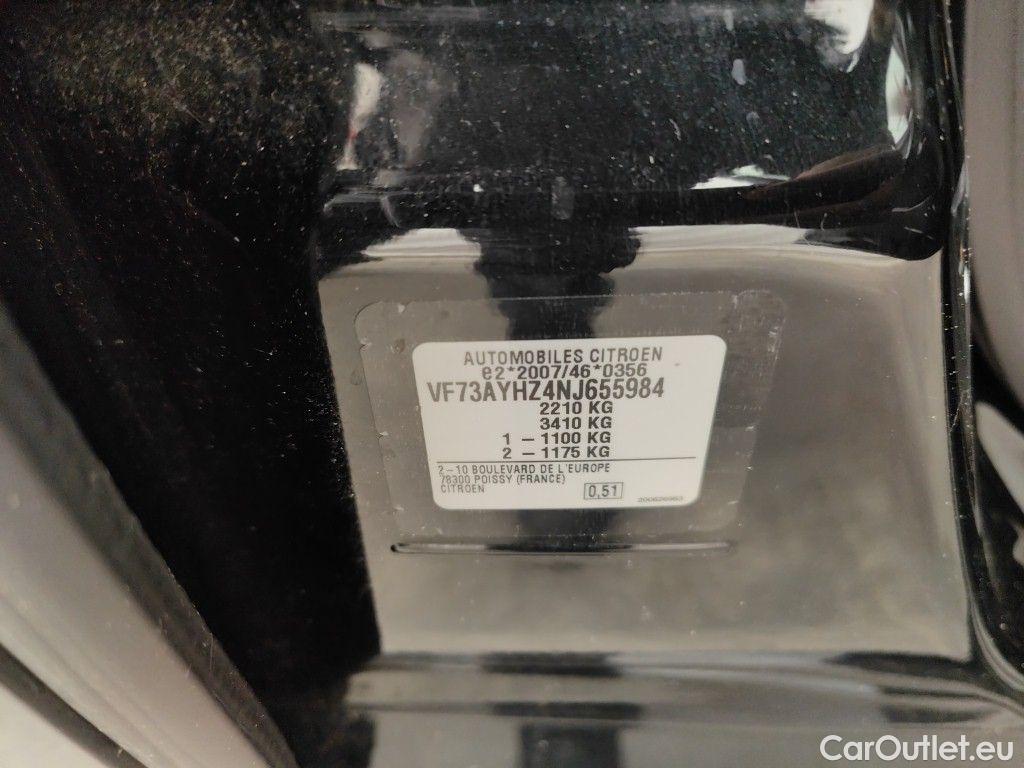 AUTOMOBILES CITROEN
e2*2007/46*0356
VF73AYHZ4NJ655984
2210 KG
3410 KG
1 – 1100 KG
2 – 1175 KG
2–10 BOULEVARD DE L'EUROPE
78300 POISSY (FRANCE)
CITROEN
0,51
CarOutlet.eu